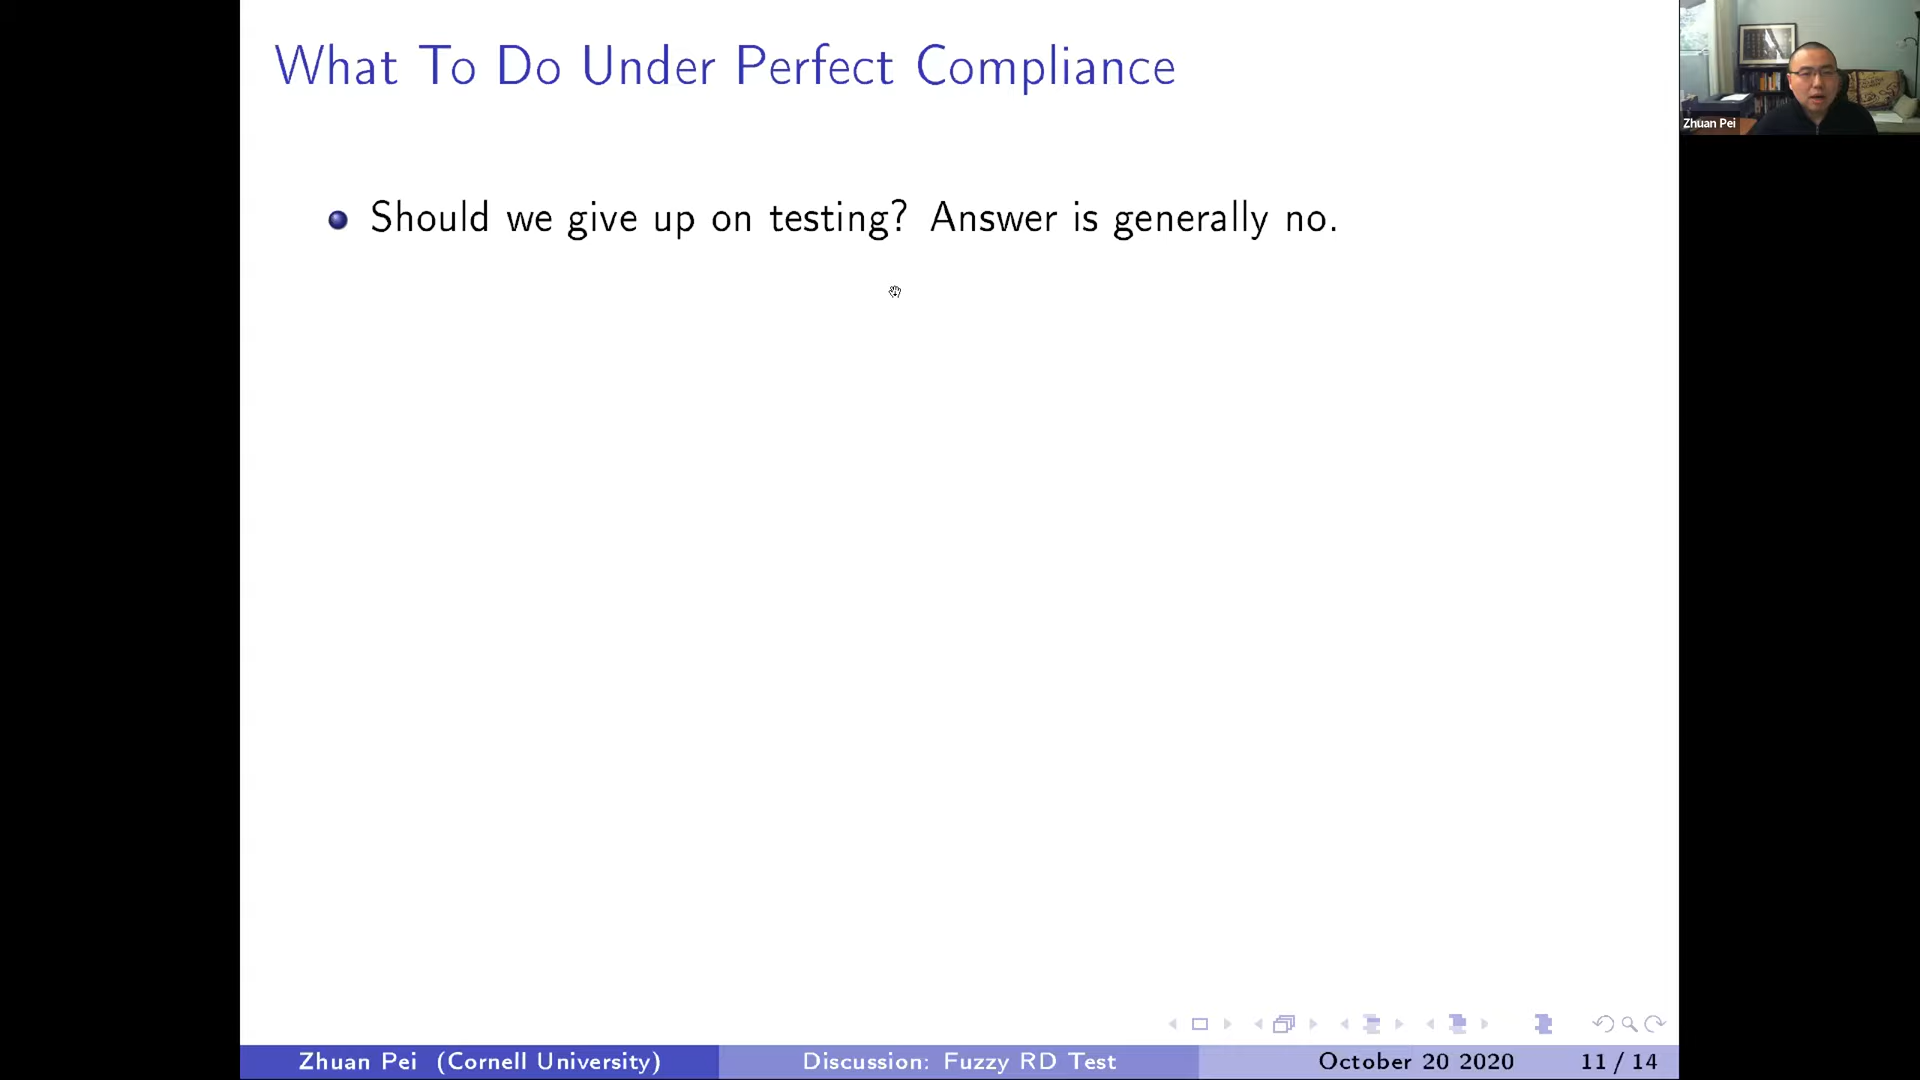 What To Do Under Perfect Compliance
Zhuan Pei
Should we give up on testing? Answer is generally no.
Zhuan Pei (Cornell University)
Discussion: Fuzzy RD Test
October 20 2020
11 / 14